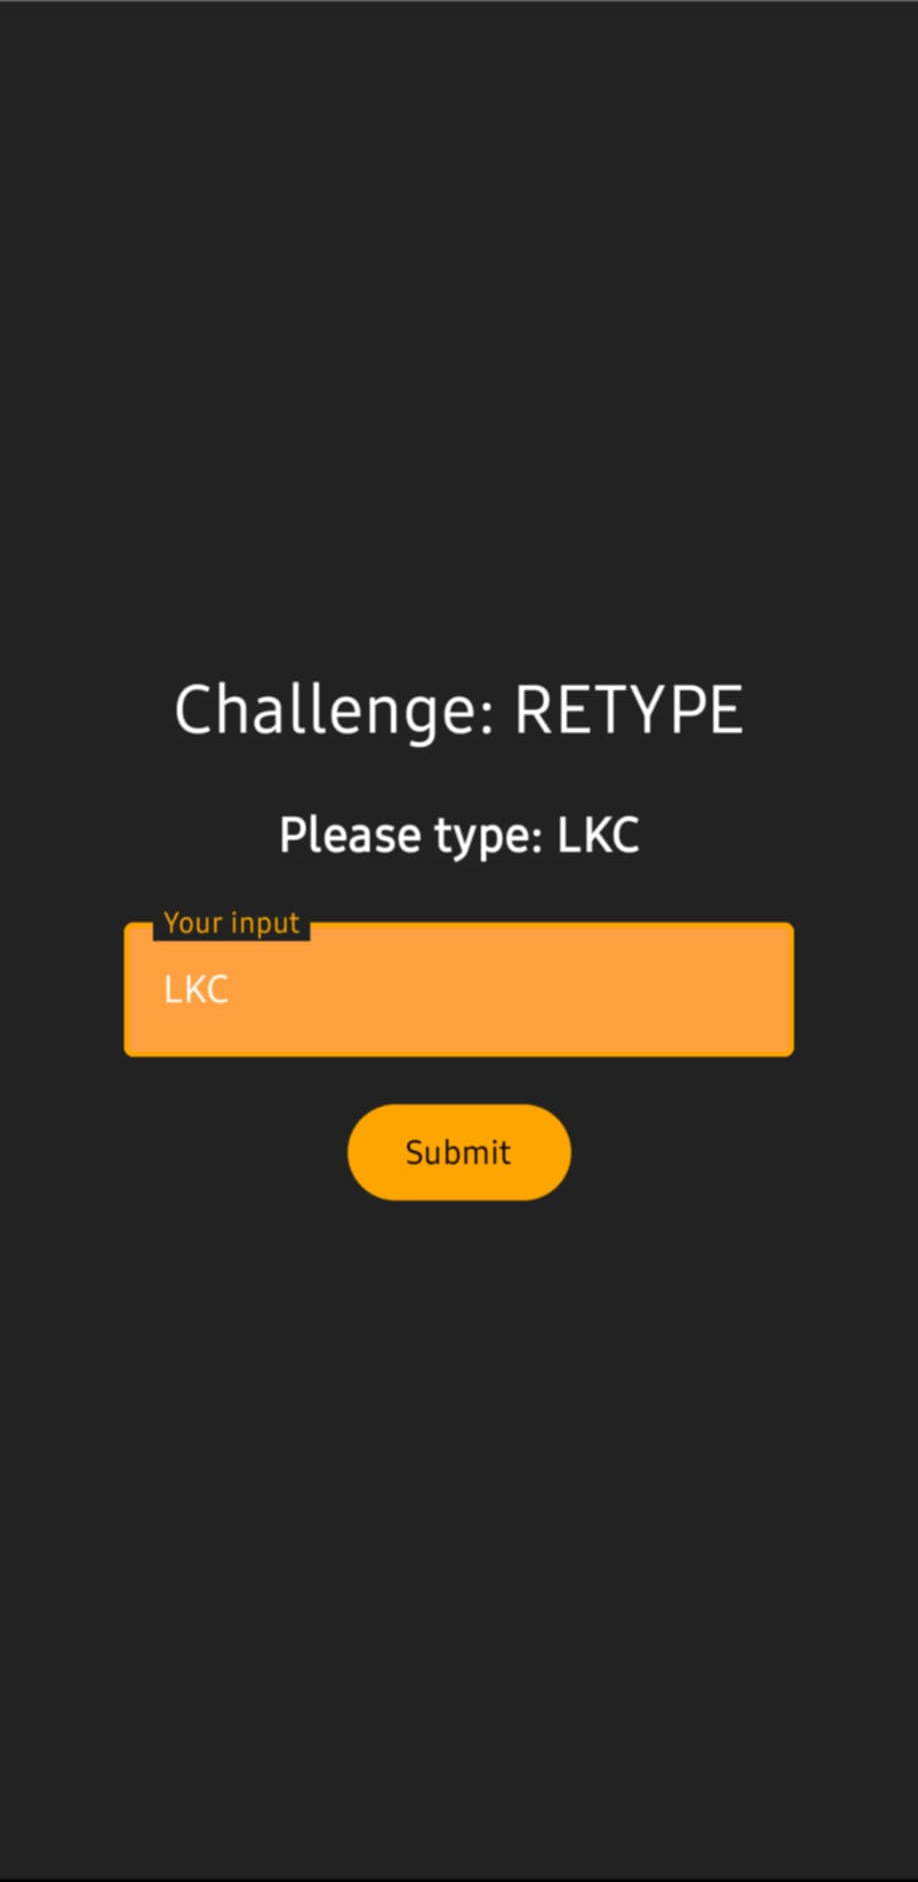 Challenge: RETYPE
Please type: LKC
Your input
LKC
Submit